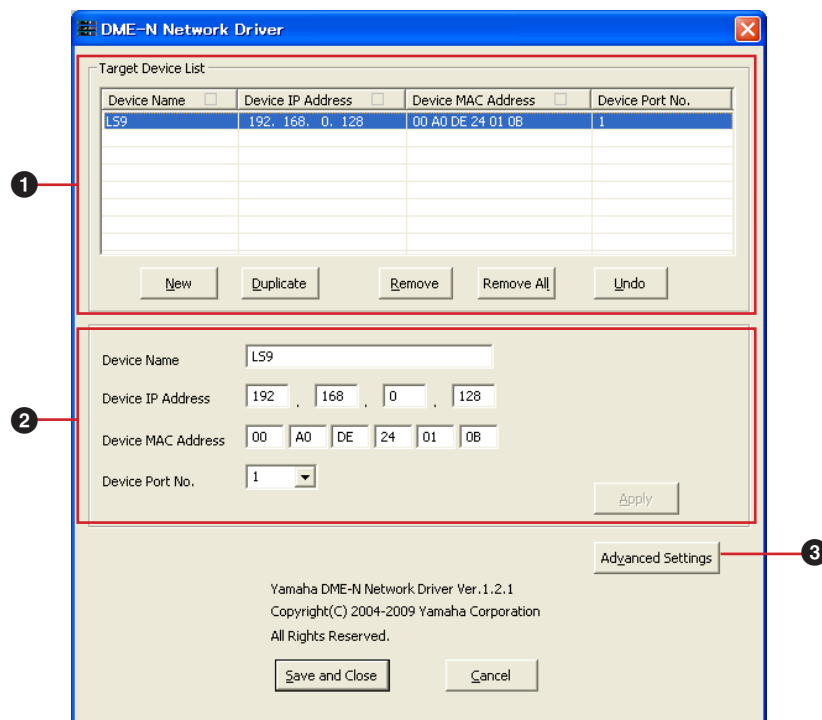 DME-N Network Driver
Target Device List
Device Name Device IP Address Device MAC Address Device Port No.
LS9 192. 168. 0. 128 00 A0 DE 24 01 0B 1
❶
New Duplicate Remove Remove All Undo
Device Name LS9
Device IP Address 192 . 168 . 0 . 128
❷
Device MAC Address 00 A0 DE 24 01 0B
Device Port No. 1
Apply
Advanced Settings ❸
Yamaha DME-N Network Driver Ver.1.2.1
Copyright(C) 2004-2009 Yamaha Corporation
All Rights Reserved.
Save and Close Cancel